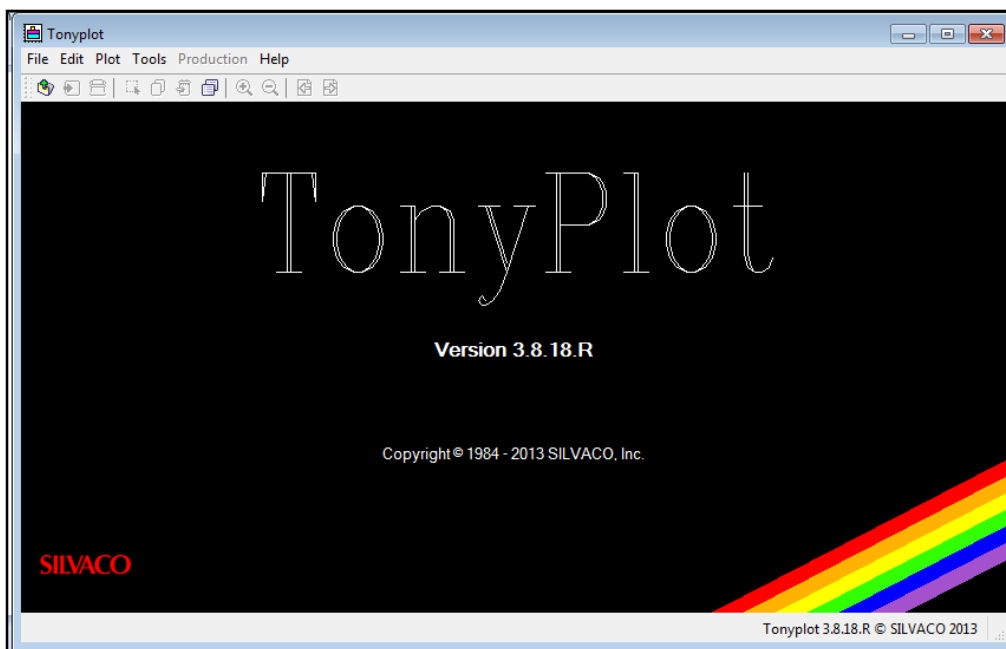 Tonyplot
File Edit Plot Tools Production Help
TonyPlot
Version 3.8.18.R
Copyright © 1984 - 2013 SILVACO, Inc.
SILVACO
Tonyplot 3.8.18.R © SILVACO 2013